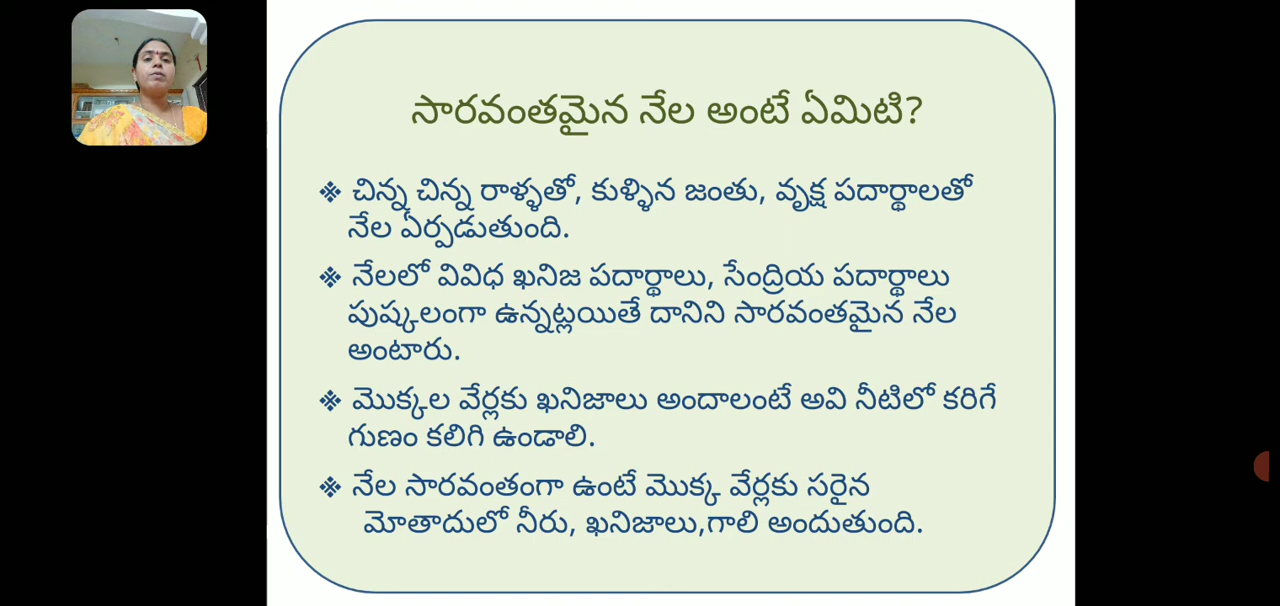 సారవంతమైన నేల అంటే ఏమిటి?
❖ చిన్న చిన్న రాళ్ళతో, కుళ్ళిన జంతు, వృక్ష పదార్థాలతో
నేల ఏర్పడుతుంది.
❖ నేలలో వివిధ ఖనిజ పదార్థాలు, సేంద్రియ పదార్థాలు
పుష్కలంగా ఉన్నట్లయితే దానిని సారవంతమైన నేల
అంటారు.
❖ మొక్కల వేర్లకు ఖనిజాలు అందాలంటే అవి నీటిలో కరిగే
గుణం కలిగి ఉండాలి.
❖ నేల సారవంతంగా ఉంటే మొక్క వేర్లకు సరైన
మోతాదులో నీరు, ఖనిజాలు,గాలి అందుతుంది.